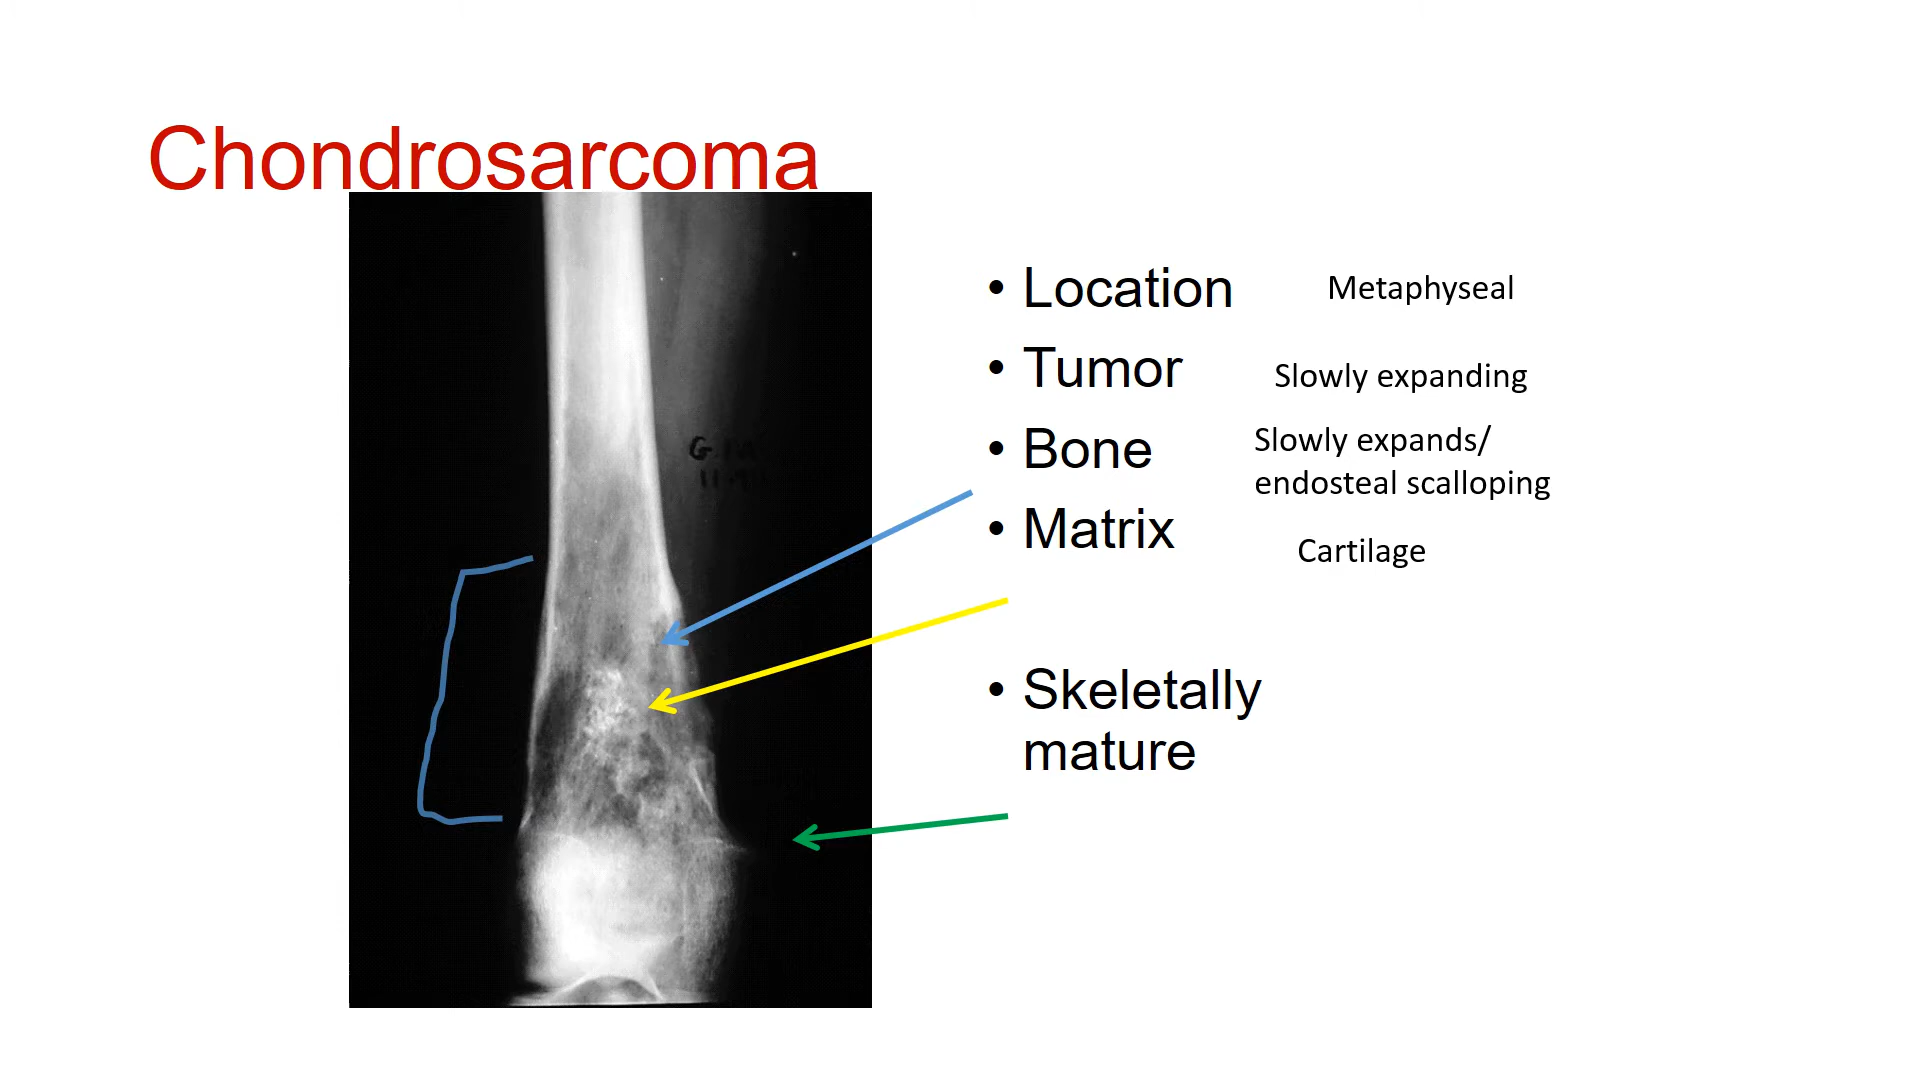 Chondrosarcoma
• Location
Metaphyseal
• Tumor
Slowly expanding
• Bone
Slowly expands/
endosteal scalloping
• Matrix
Cartilage
• Skeletally
mature